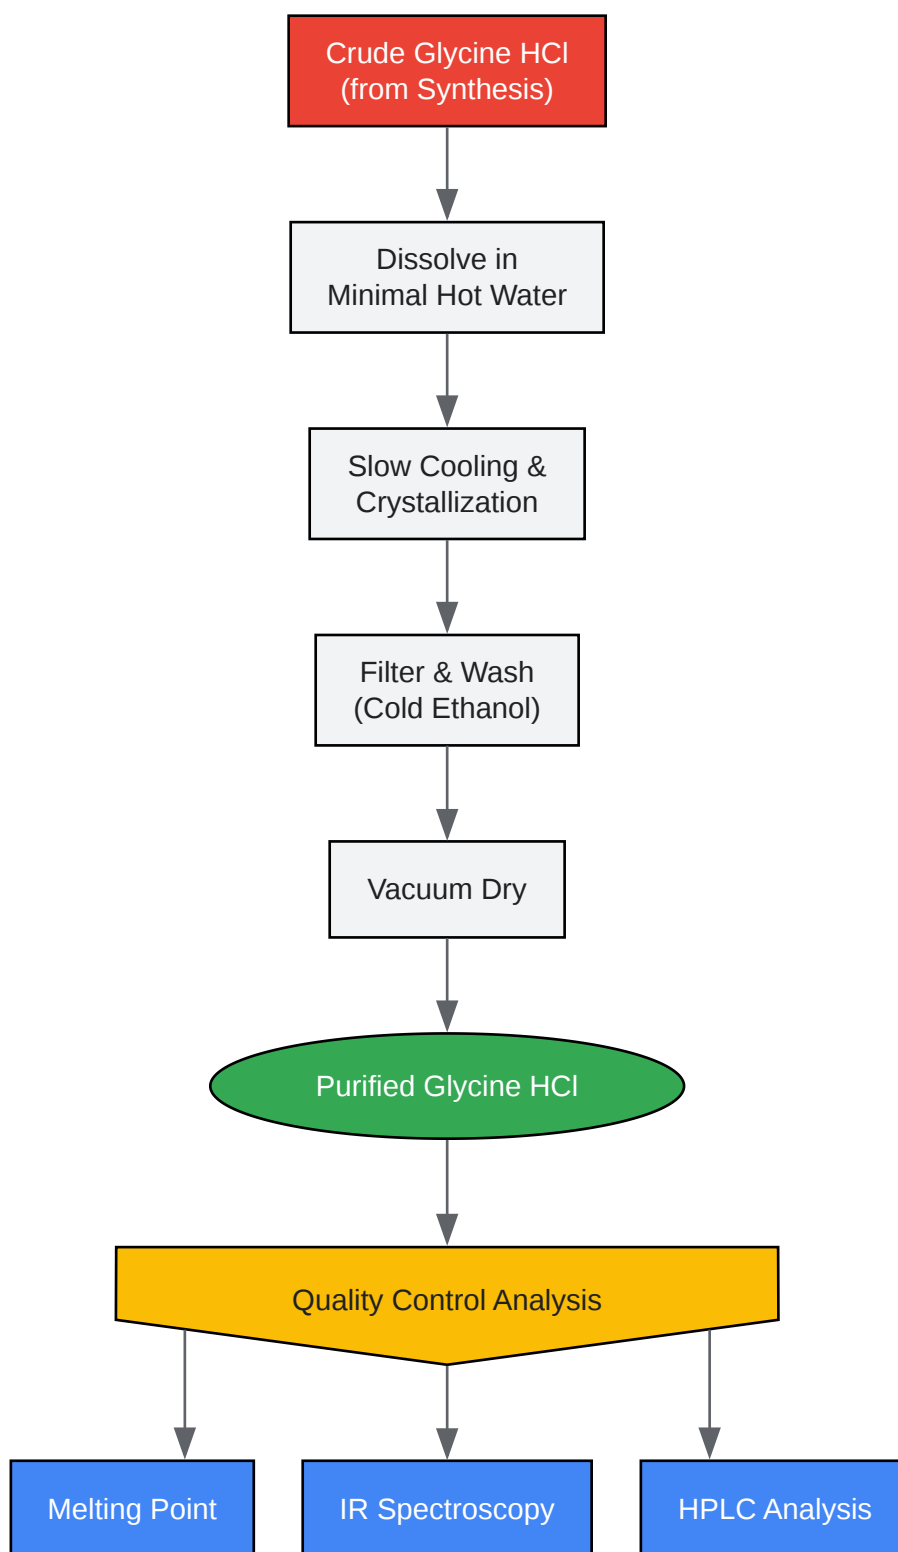 Crude Glycine HCl
(from Synthesis)
Dissolve in
Minimal Hot Water
Slow Cooling &
Crystallization
Filter & Wash
(Cold Ethanol)
Vacuum Dry
Purified Glycine HCl
Quality Control Analysis
Melting Point
IR Spectroscopy
HPLC Analysis